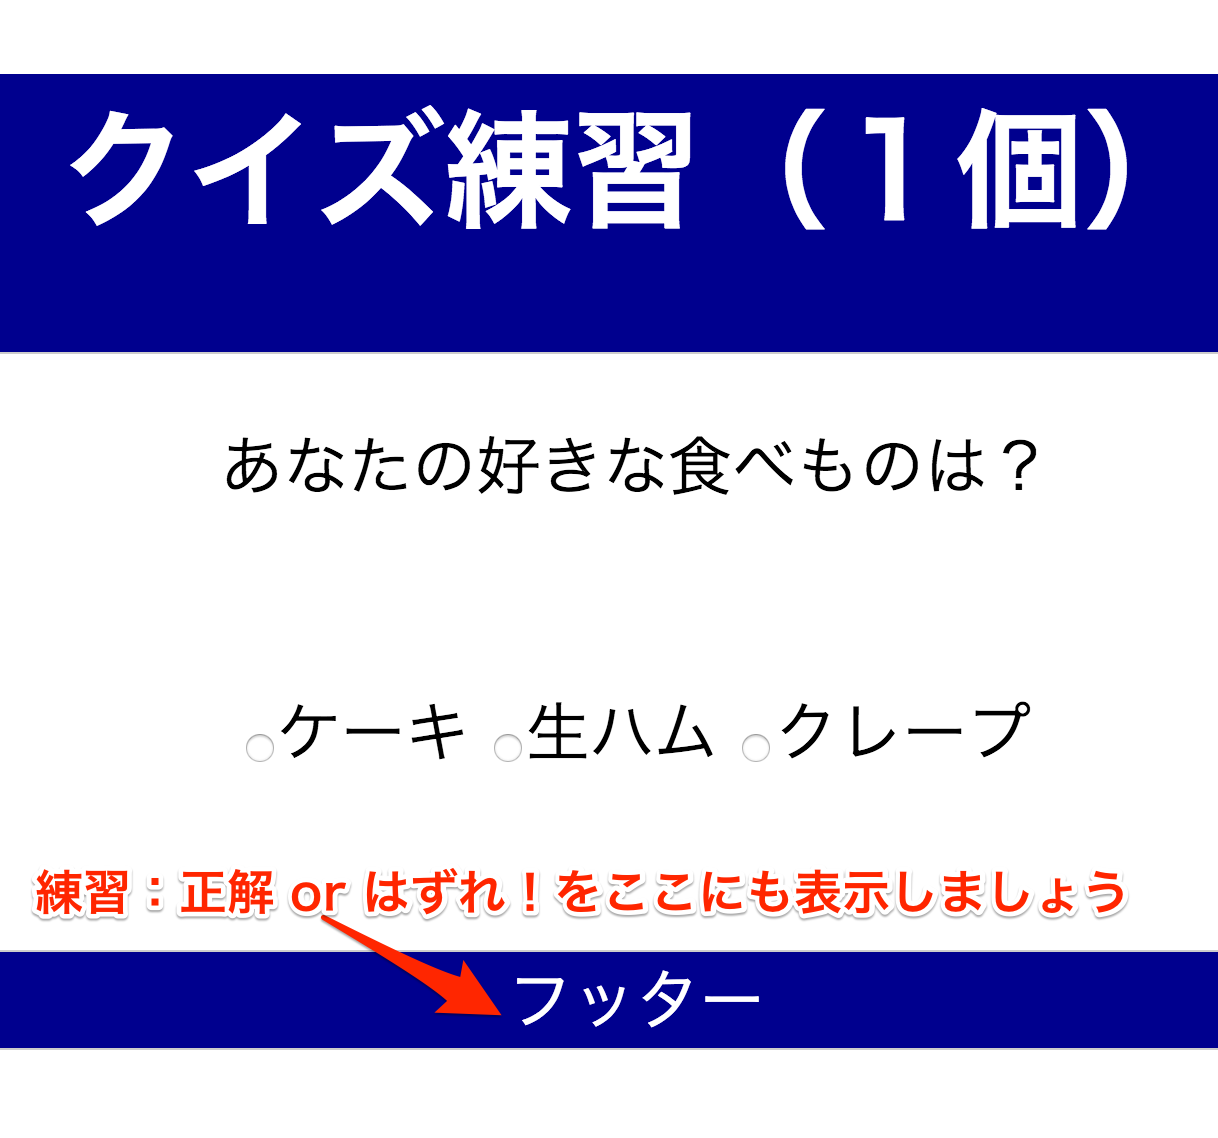 クイズ練習（１個）
あなたの好きな食べものは？
ケーキ 生ハム クレープ
練習：正解 or はずれ！をここにも表示しましょう
フッター